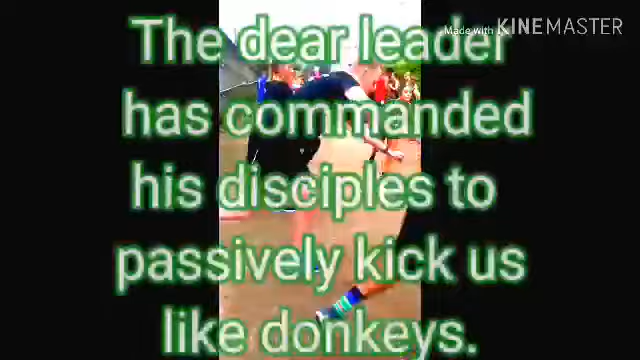 Made with KINEMASTER
The dear leader
has commanded
his disciples to
passively kick us
like donkeys.